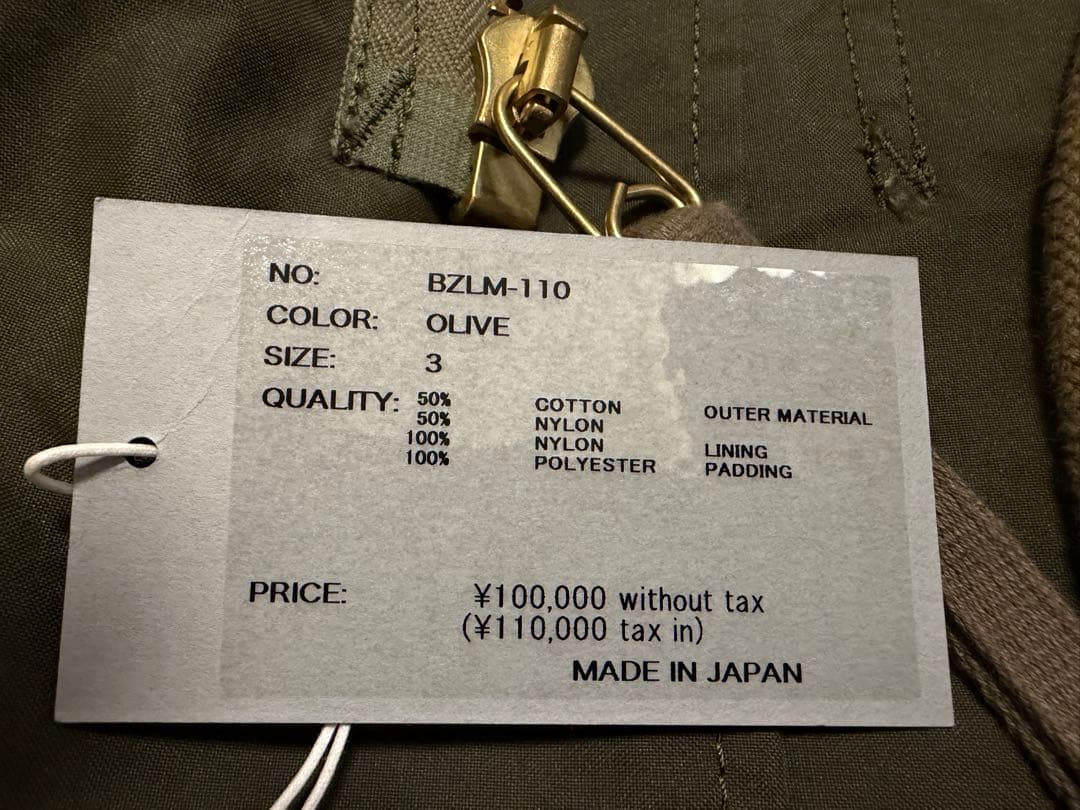 NO: BZLM-110
COLOR: OLIVE
SIZE: 3
QUALITY: 50% COTTON OUTER MATERIAL
50% NYLON
100% NYLON LINING
100% POLYESTER PADDING
PRICE: ¥100,000 without tax
(¥110,000 tax in)
MADE IN JAPAN